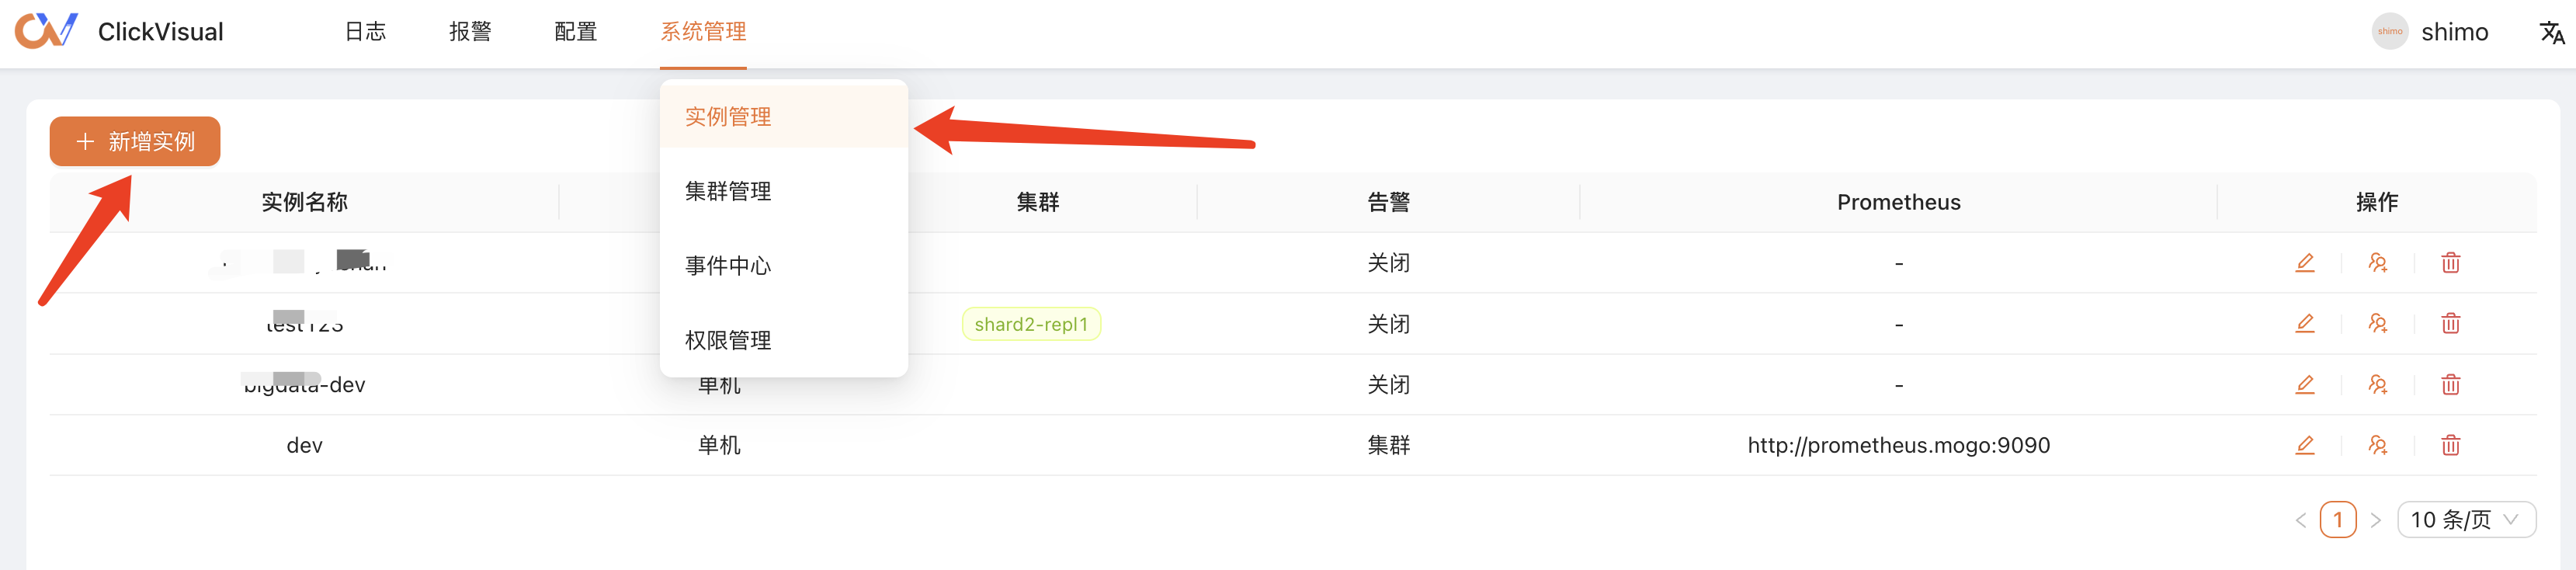 ClickVisual 日志 报警 配置 系统管理 shimo shimo
实例管理
集群管理
事件中心
权限管理
+ 新增实例
实例名称 集群 告警 Prometheus 操作
关闭 -
test123 shard2-repl1 关闭 -
bigdata-dev 单机 关闭 -
dev 单机 集群 http://prometheus.mogo:9090
< 1 > 10 条/页